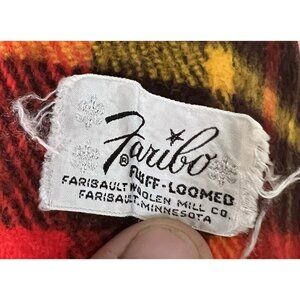 Faribo
® FLUFF-LOOMED
FARIBAULT WOOLEN MILL CO.
FARIBAULT, MINNESOTA